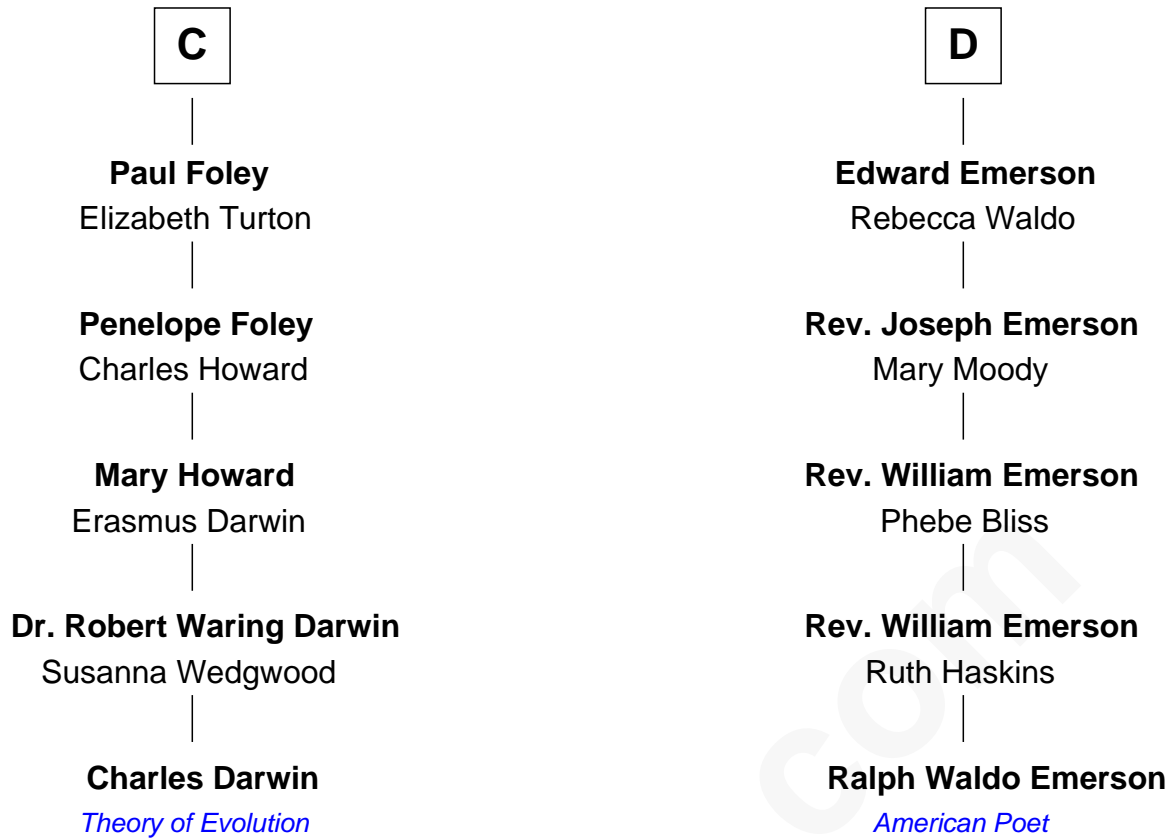 C
Paul Foley
Elizabeth Turton
Penelope Foley
Charles Howard
Mary Howard
Erasmus Darwin
Dr. Robert Waring Darwin
Susanna Wedgwood
Charles Darwin
Theory of Evolution
D
Edward Emerson
Rebecca Waldo
Rev. Joseph Emerson
Mary Moody
Rev. William Emerson
Phebe Bliss
Rev. William Emerson
Ruth Haskins
Ralph Waldo Emerson
American Poet
com